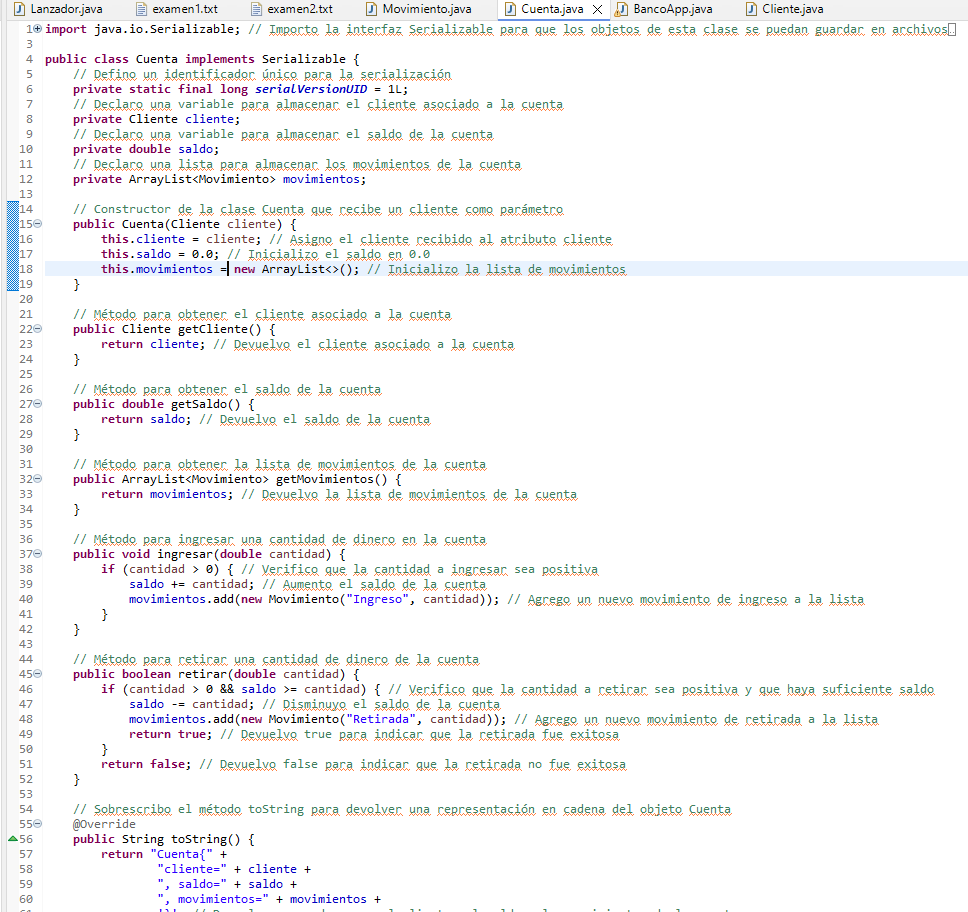 Lanzador.java examen1.txt examen2.txt Movimiento.java Cuenta.java BancoApp.java Cliente.java
1 import java.io.Serializable; // Importo la interfaz Serializable para que los objetos de esta clase se puedan guardar en archivos
3
4 public class Cuenta implements Serializable {
5 // Defino un identificador único para la serialización
6 private static final long serialVersionUID = 1L;
7 // Declaro una variable para almacenar el cliente asociado a la cuenta
8 private Cliente cliente;
9 // Declaro una variable para almacenar el saldo de la cuenta
10 private double saldo;
11 // Declaro una lista para almacenar los movimientos de la cuenta
12 private ArrayList<Movimiento> movimientos;
13
14 // Constructor de la clase Cuenta que recibe un cliente como parámetro
15 public Cuenta(Cliente cliente) {
16 this.cliente = cliente; // Asigno el cliente recibido al atributo cliente
17 this.saldo = 0.0; // Inicializo el saldo en 0.0
18 this.movimientos = new ArrayList<>(); // Inicializo la lista de movimientos
19 }
20
21 // Método para obtener el cliente asociado a la cuenta
22 public Cliente getCliente() {
23 return cliente; // Devuelvo el cliente asociado a la cuenta
24 }
25
26 // Método para obtener el saldo de la cuenta
27 public double getSaldo() {
28 return saldo; // Devuelvo el saldo de la cuenta
29 }
30
31 // Método para obtener la lista de movimientos de la cuenta
32 public ArrayList<Movimiento> getMovimientos() {
33 return movimientos; // Devuelvo la lista de movimientos de la cuenta
34 }
35
36 // Método para ingresar una cantidad de dinero en la cuenta
37 public void ingresar(double cantidad) {
38 if (cantidad > 0) { // Verifico que la cantidad a ingresar sea positiva
39 saldo += cantidad; // Aumento el saldo de la cuenta
40 movimientos.add(new Movimiento("Ingreso", cantidad)); // Agrego un nuevo movimiento de ingreso a la lista
41 }
42 }
43
44 // Método para retirar una cantidad de dinero de la cuenta
45 public boolean retirar(double cantidad) {
46 if (cantidad > 0 && saldo >= cantidad) { // Verifico que la cantidad a retirar sea positiva y que haya suficiente saldo
47 saldo -= cantidad; // Disminuyo el saldo de la cuenta
48 movimientos.add(new Movimiento("Retirada", cantidad)); // Agrego un nuevo movimiento de retirada a la lista
49 return true; // Devuelvo true para indicar que la retirada fue exitosa
50 }
51 return false; // Devuelvo false para indicar que la retirada no fue exitosa
52 }
53
54 // Sobrescribo el método toString para devolver una representación en cadena del objeto Cuenta
55 @Override
56 public String toString() {
57 return "Cuenta{" +
58 "cliente=" + cliente +
59 ", saldo=" + saldo +
60 ", movimientos=" + movimientos +